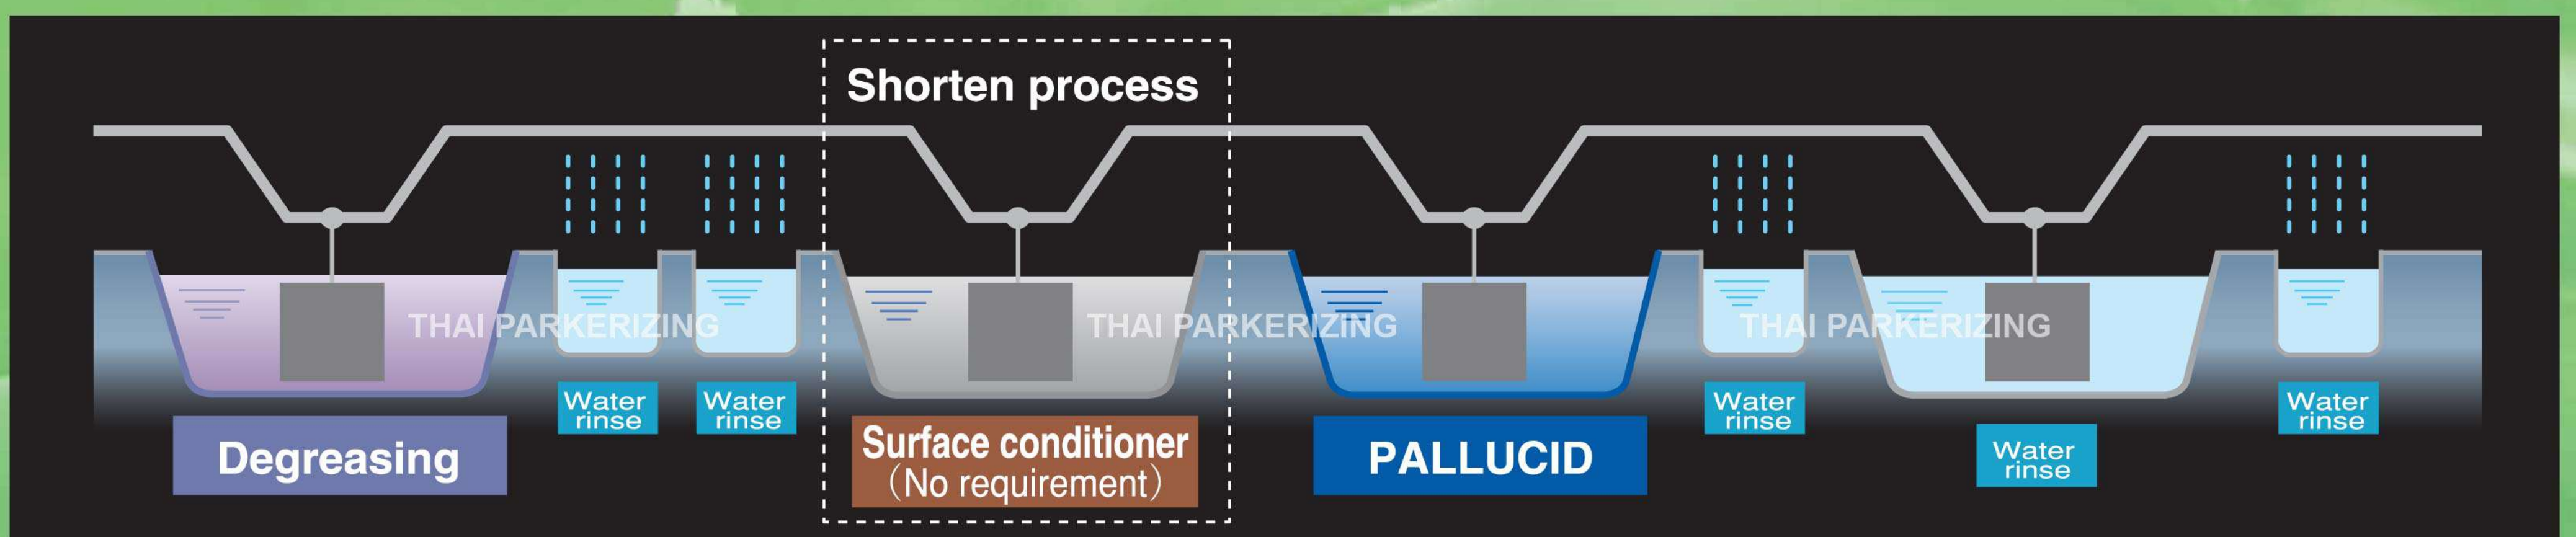 Shorten process
THAI PARKERIZING
THAI PARKERIZING
THAI PARKERIZING
Degreasing
Water
rinse
Water
rinse
Surface conditioner
（No requirement）
PALLUCID
Water
rinse
Water
rinse
Water
rinse